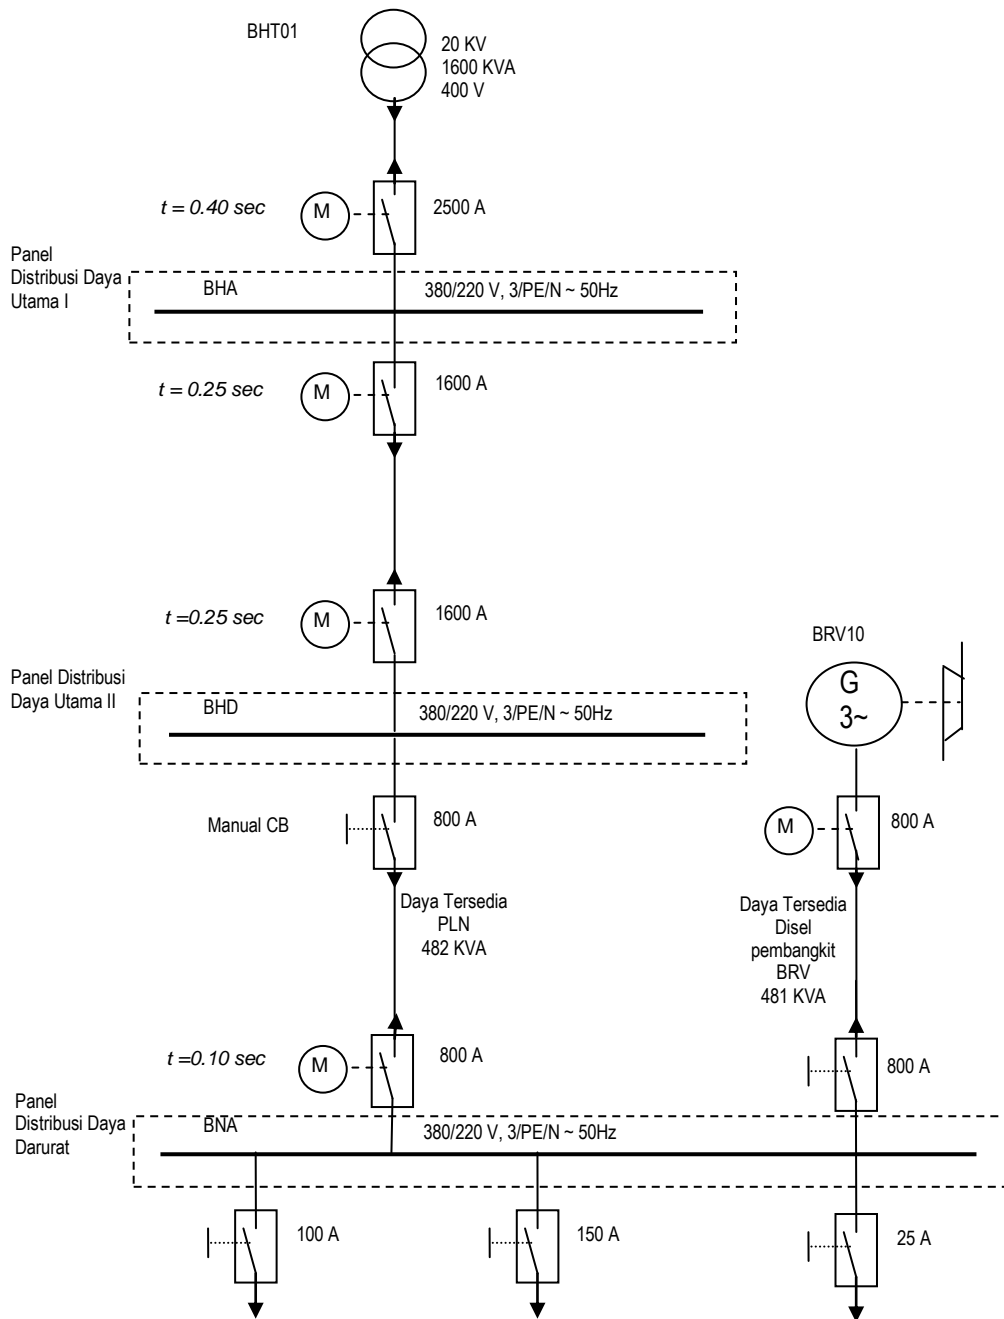 BHT01
20 KV
1600 KVA
400 V
t = 0.40 sec
M
2500 A
Panel
Distribusi Daya
Utama I
BHA
380/220 V, 3/PE/N ~ 50Hz
t = 0.25 sec
M
1600 A
t =0.25 sec
M
1600 A
BRV10
Panel Distribusi
Daya Utama II
BHD
380/220 V, 3/PE/N ~ 50Hz
G
3~
Manual CB
800 A
M
800 A
Daya Tersedia
PLN
482 KVA
Daya Tersedia
Disel
pembangkit
BRV
481 KVA
t =0.10 sec
M
800 A
800 A
Panel
Distribusi Daya
Darurat
BNA
380/220 V, 3/PE/N ~ 50Hz
100 A
150 A
25 A